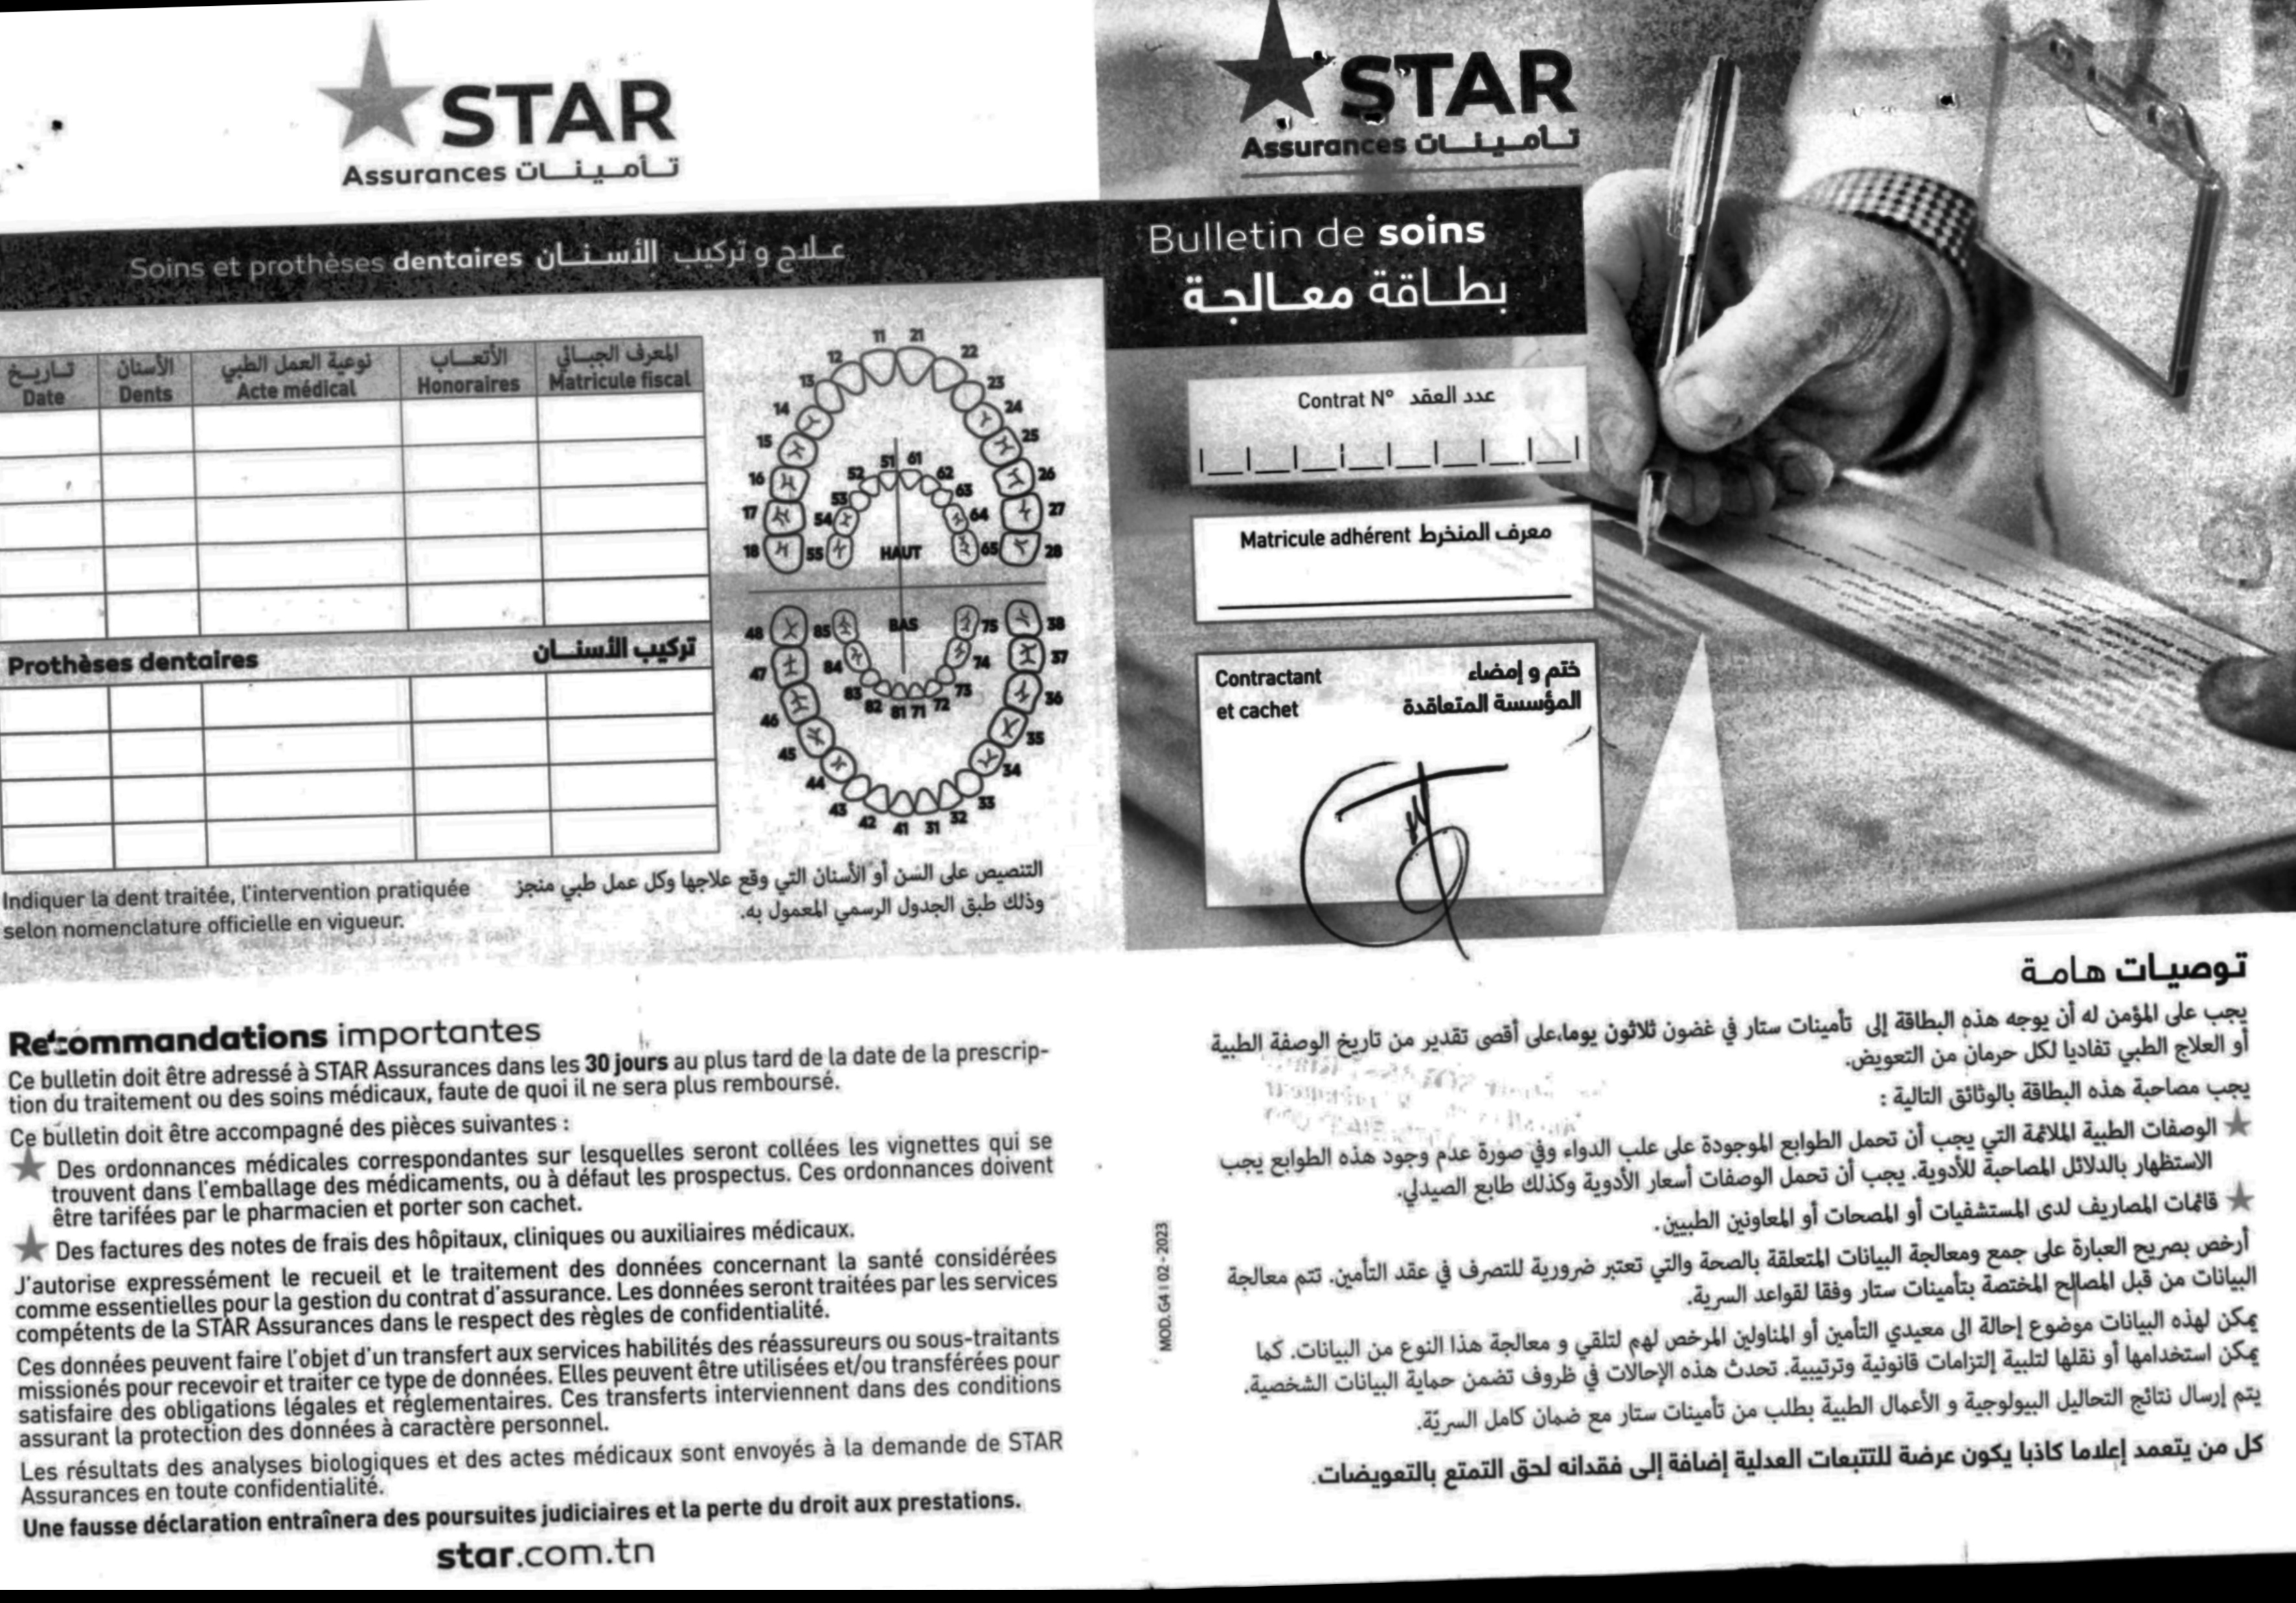 STAR
Assurances تأمينات
Soins et prothèses dentaires علاج و تركيب الأسنان
تاريخ الأسنان نوعية العمل الطبي الأتعاب المعرف الجبائي
Date Dents Acte médical Honoraires Matricule fiscal
Prothèses dentaires تركيب الأسنان
11 21
12 22
13 23
14 24
15 25
16 26
17 27
18 28
51 61
52 62
53 63
54 64
55 65
HAUT
BAS
48 85 75 38
47 84 74 37
46 83 73 36
82 81 71 72
45 35
44 34
43 33
42 41 31 32
Indiquer la dent traitée, l'intervention pratiquée
selon nomenclature officielle en vigueur.
التنصيص على السن أو الأسنان التي وقع علاجها وكل عمل طبي منجز
وذلك طبق الجدول الرسمي المعمول به.
Recommandations importantes
Ce bulletin doit être adressé à STAR Assurances dans les 30 jours au plus tard de la date de la prescrip-
tion du traitement ou des soins médicaux, faute de quoi il ne sera plus remboursé.
Ce bulletin doit être accompagné des pièces suivantes :
Des ordonnances médicales correspondantes sur lesquelles seront collées les vignettes qui se
trouvent dans l'emballage des médicaments, ou à défaut les prospectus. Ces ordonnances doivent
être tarifées par le pharmacien et porter son cachet.
Des factures des notes de frais des hôpitaux, cliniques ou auxiliaires médicaux.
J'autorise expressément le recueil et le traitement des données concernant la santé considérées
comme essentielles pour la gestion du contrat d'assurance. Les données seront traitées par les services
compétents de la STAR Assurances dans le respect des règles de confidentialité.
Ces données peuvent faire l'objet d'un transfert aux services habilités des réassureurs ou sous-traitants
missionés pour recevoir et traiter ce type de données. Elles peuvent être utilisées et/ou transférées pour
satisfaire des obligations légales et réglementaires. Ces transferts interviennent dans des conditions
assurant la protection des données à caractère personnel.
Les résultats des analyses biologiques et des actes médicaux sont envoyés à la demande de STAR
Assurances en toute confidentialité.
Une fausse déclaration entraînera des poursuites judiciaires et la perte du droit aux prestations.
star.com.tn
STAR
Assurances تأمينات
Bulletin de soins
بطاقة معالجة
Contrat N° عدد العقد
Matricule adhérent معرف المنخرط
Contractant ختم و إمضاء
et cachet المؤسسة المتعاقدة
توصيات هامة
يجب على المؤمن له أن يوجه هذه البطاقة إلى تأمينات ستار في غضون ثلاثون يوما،على أقصى تقدير من تاريخ الوصفة الطبية
أو العلاج الطبي تفاديا لكل حرمان من التعويض.
يجب مصاحبة هذه البطاقة بالوثائق التالية :
الوصفات الطبية الملائمة التي يجب أن تحمل الطوابع الموجودة على علب الدواء وفي صورة عدم وجود هذه الطوابع يجب
الاستظهار بالدلائل المصاحبة للأدوية. يجب أن تحمل الوصفات أسعار الأدوية وكذلك طابع الصيدلي.
قائمات المصاريف لدى المستشفيات أو المصحات أو المعاونين الطبيين.
أرخص بصريح العبارة على جمع ومعالجة البيانات المتعلقة بالصحة والتي تعتبر ضرورية للتصرف في عقد التأمين. تتم معالجة
البيانات من قبل المصالح المختصة بتأمينات ستار وفقا لقواعد السرية.
يمكن لهذه البيانات موضوع إحالة الى معيدي التأمين أو المناولين المرخص لهم لتلقي و معالجة هذا النوع من البيانات. كما
يمكن استخدامها أو نقلها لتلبية إلتزامات قانونية وترتيبية. تحدث هذه الإحالات في ظروف تضمن حماية البيانات الشخصية.
يتم إرسال نتائج التحاليل البيولوجية و الأعمال الطبية بطلب من تأمينات ستار مع ضمان كامل السريّة.
كل من يتعمد إعلاما كاذبا يكون عرضة للتتبعات العدلية إضافة إلى فقدانه لحق التمتع بالتعويضات.
MOD. G4 I 02 - 2023